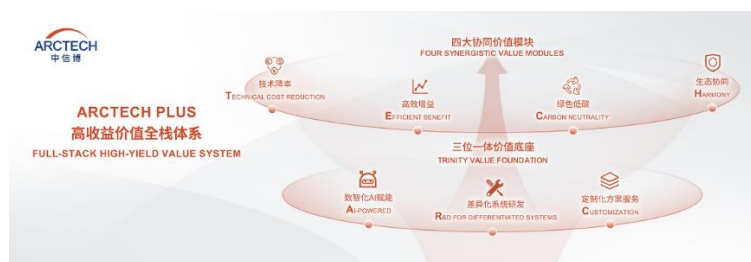 ARCTECH
中信博
ARCTECH PLUS
高收益价值全栈体系
FULL-STACK HIGH-YIELD VALUE SYSTEM
四大协同价值模块
FOUR SYNERGISTIC VALUE MODULES
技术降本
TECHNICAL COST REDUCTION
高效增益
EFFICIENT BENEFIT
绿色低碳
CARBON NEUTRALITY
生态协同
HARMONY
三位一体价值底座
TRINITY VALUE FOUNDATION
数智化AI赋能
AI-POWERED
差异化系统研发
R&D FOR DIFFERENTIATED SYSTEMS
定制化方案服务
CUSTOMIZATION